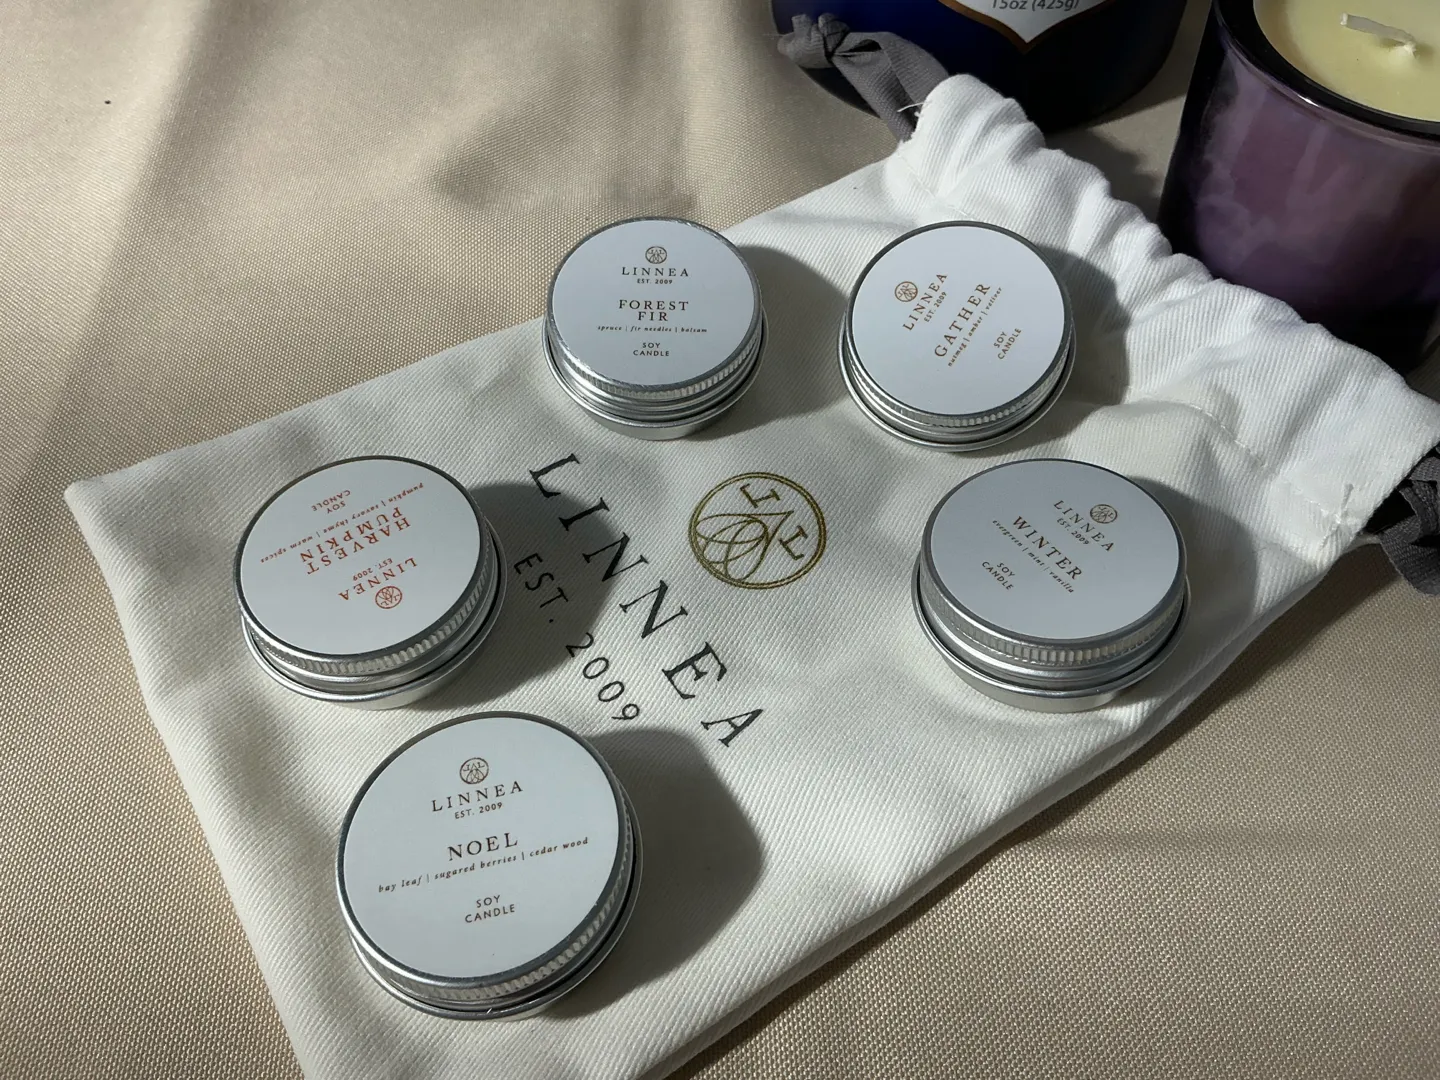 15oz (425g)
LINNEA
EST. 2009
FOREST
FIR
spruce | fir needles | balsam
SOY
CANDLE
LINNEA
EST. 2009
GATHER
nutmeg | amber | vetiver
SOY
CANDLE
LINNEA
EST. 2009
HARVEST
PUMPKIN
pumpkin | savory thyme | warm spices
SOY
CANDLE
LINNEA
EST. 2009
LINNEA
EST. 2009
WINTER
evergreen | mint | vanilla
SOY
CANDLE
LINNEA
EST. 2009
NOEL
bay leaf | sugared berries | cedar wood
SOY
CANDLE